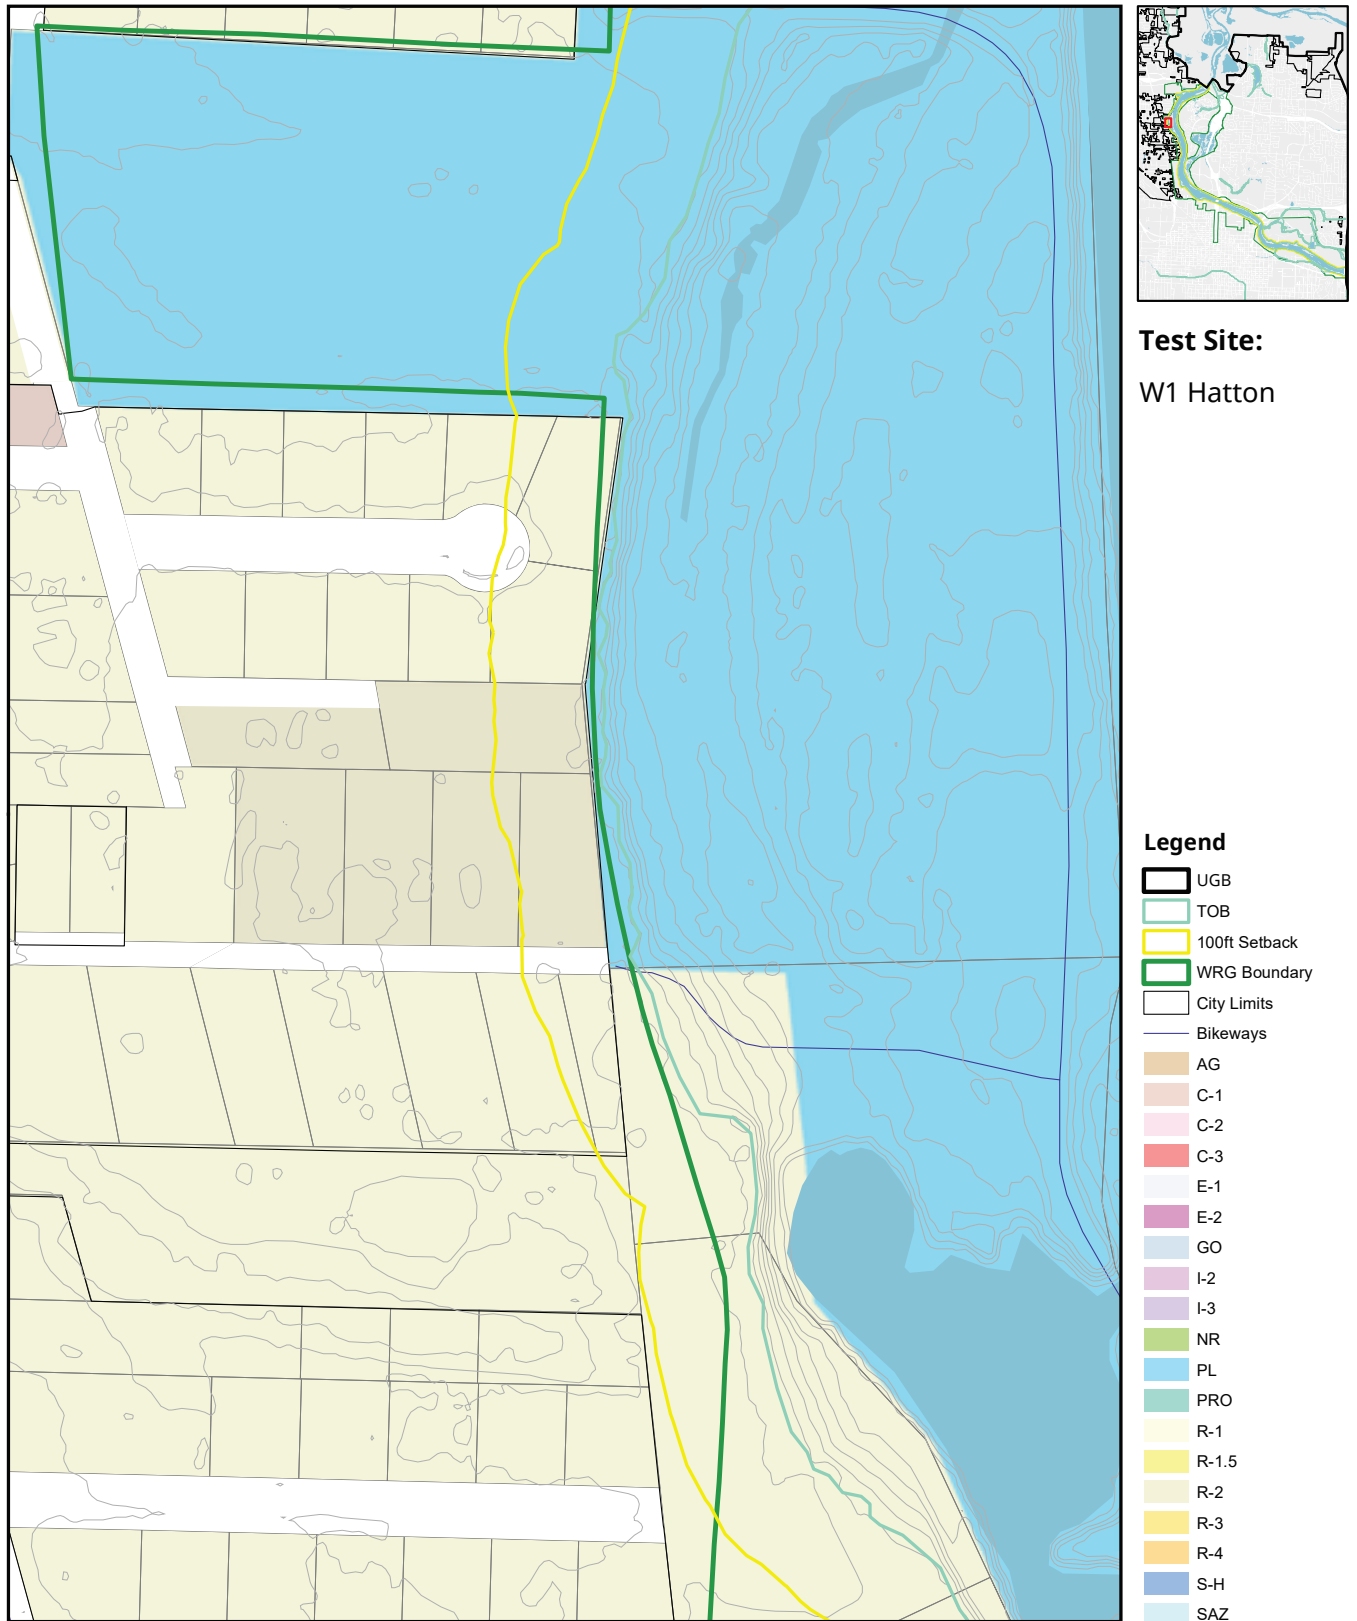 Test Site:
W1 Hatton
Legend
UGB
TOB
100ft Setback
WRG Boundary
City Limits
Bikeways
AG
C-1
C-2
C-3
E-1
E-2
GO
I-2
I-3
NR
PL
PRO
R-1
R-1.5
R-2
R-3
R-4
S-H
SAZ